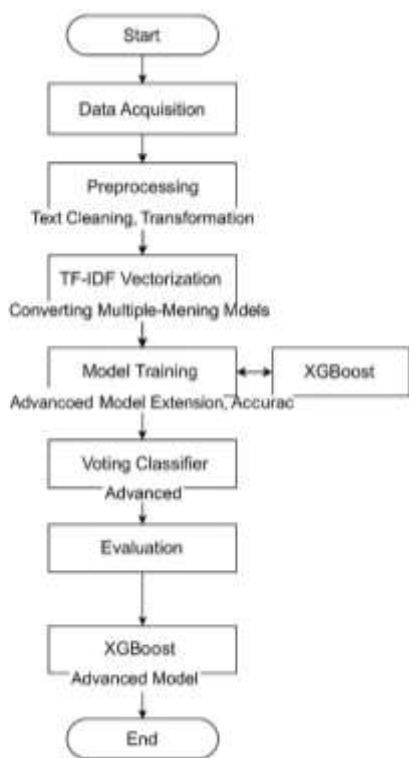 Start
Data Acquisition
Preprocessing
Text Cleaning, Transformation
TF-IDF Vectorization
Converting Multiple-Mening Mdels
Model Training
XGBoost
Advancoed Model Extension, Accurac
Voting Classifier
Advanced
Evaluation
XGBoost
Advanced Model
End